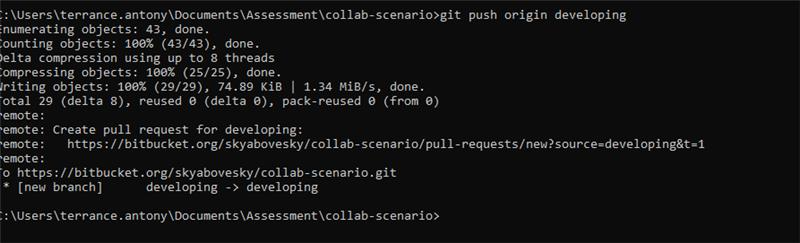 C:\Users\terrance.antony\Documents\Assessment\collab-scenario>git push origin developing
Enumerating objects: 43, done.
Counting objects: 100% (43/43), done.
Delta compression using up to 8 threads
Compressing objects: 100% (25/25), done.
Writing objects: 100% (29/29), 74.89 KiB | 1.34 MiB/s, done.
Total 29 (delta 8), reused 0 (delta 0), pack-reused 0 (from 0)
remote:
remote: Create pull request for developing:
remote:   https://bitbucket.org/skyabovesky/collab-scenario/pull-requests/new?source=developing&t=1
remote:
To https://bitbucket.org/skyabovesky/collab-scenario.git
 * [new branch]      developing -> developing
C:\Users\terrance.antony\Documents\Assessment\collab-scenario>